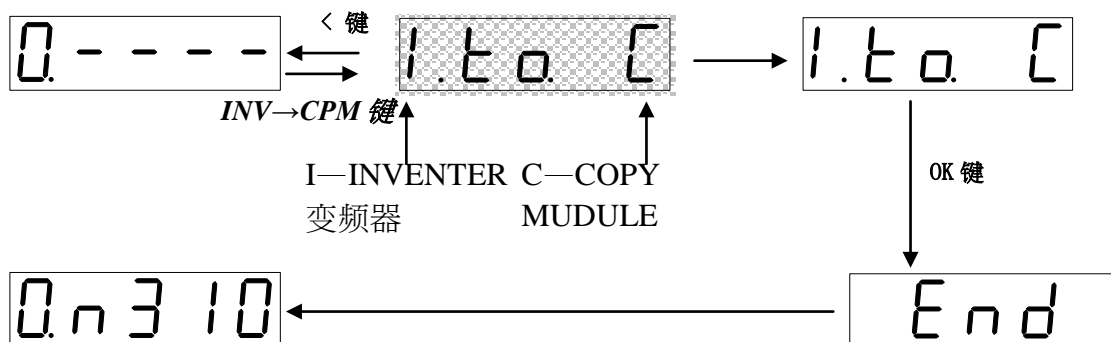 < 键
0.---- 1.to. C 1.to. C
INV→CPM 键
I—INVENTER C—COPY
变频器 MUDULE
OK 键
0.n310 End